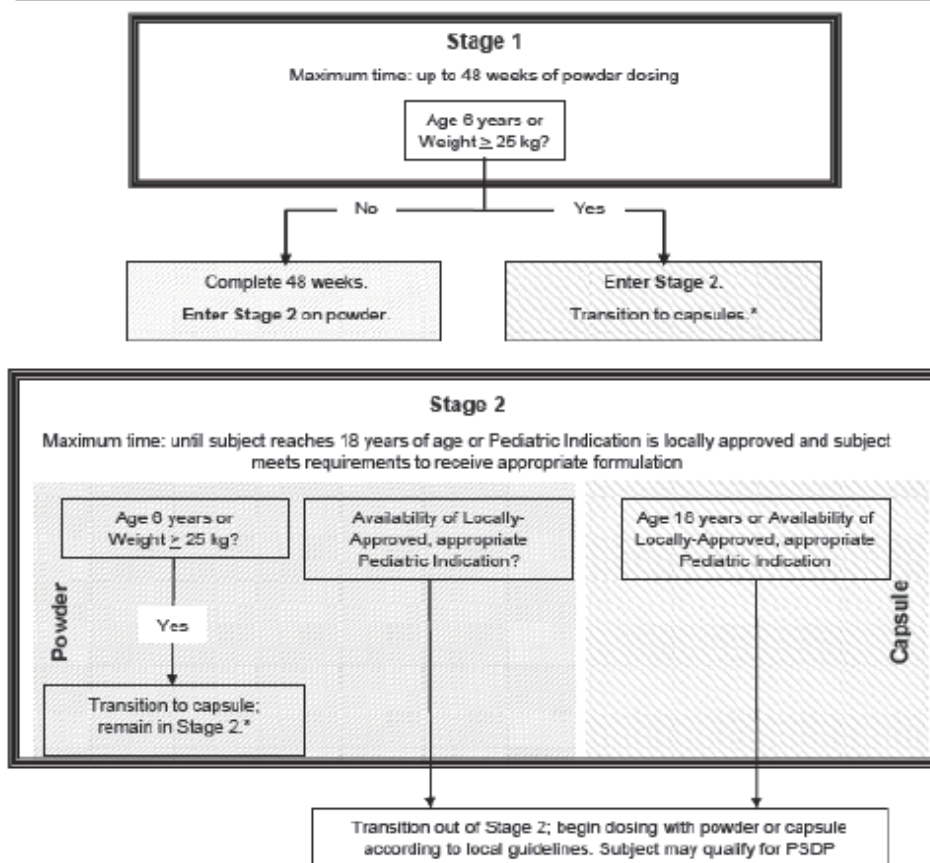 Stage 1
Maximum time: up to 48 weeks of powder dosing
Age 6 years or
Weight ≥ 25 kg?
No
Yes
Complete 48 weeks.
Enter Stage 2 on powder.
Enter Stage 2.
Transition to capsules.*
Stage 2
Maximum time: until subject reaches 18 years of age or Pediatric Indication is locally approved and subject
meets requirements to receive appropriate formulation
Powder
Age 6 years or
Weight ≥ 25 kg?
Yes
Transition to capsule;
remain in Stage 2.*
Availability of Locally-
Approved, appropriate
Pediatric Indication?
Age 18 years or Availability of
Locally-Approved, appropriate
Pediatric Indication
Capsule
Transition out of Stage 2; begin dosing with powder or capsule
according to local guidelines. Subject may qualify for PSDP